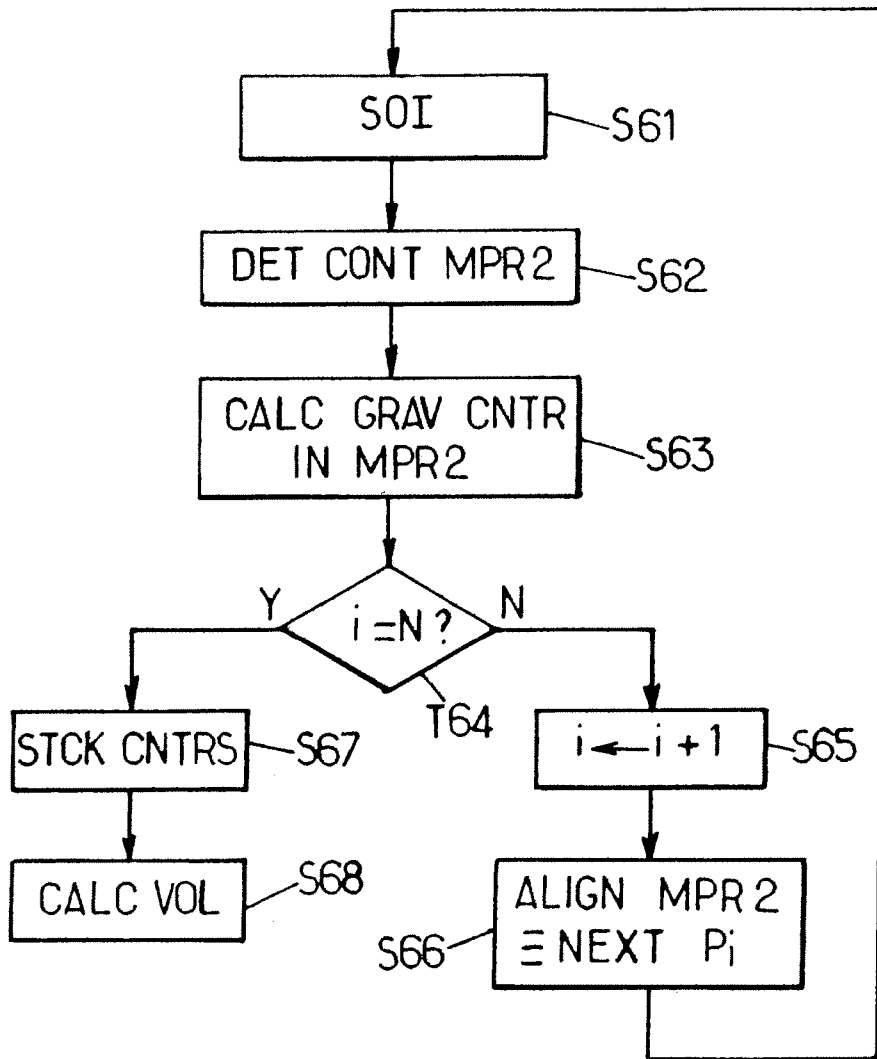 SOI
S61
DET CONT MPR2
S62
CALC GRAV CNTR
IN MPR2
S63
Y
i =N ?
N
T64
STCK CNTRS
S67
i ← i + 1
S65
CALC VOL
S68
ALIGN MPR2
≡ NEXT Pi
S66